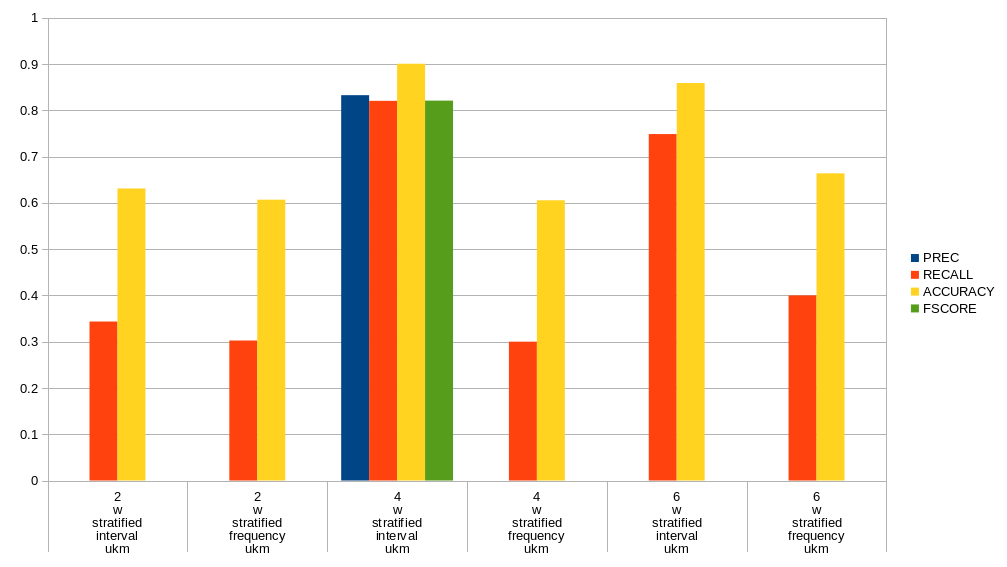 1
0.9
0.8
0.7
0.6
0.5
0.4
0.3
0.2
0.1
0
2
w
stratified
interval
ukm
2
w
stratified
frequency
ukm
4
w
stratified
interval
ukm
4
w
stratified
frequency
ukm
6
w
stratified
interval
ukm
6
w
stratified
frequency
ukm
PREC
RECALL
ACCURACY
FSCORE